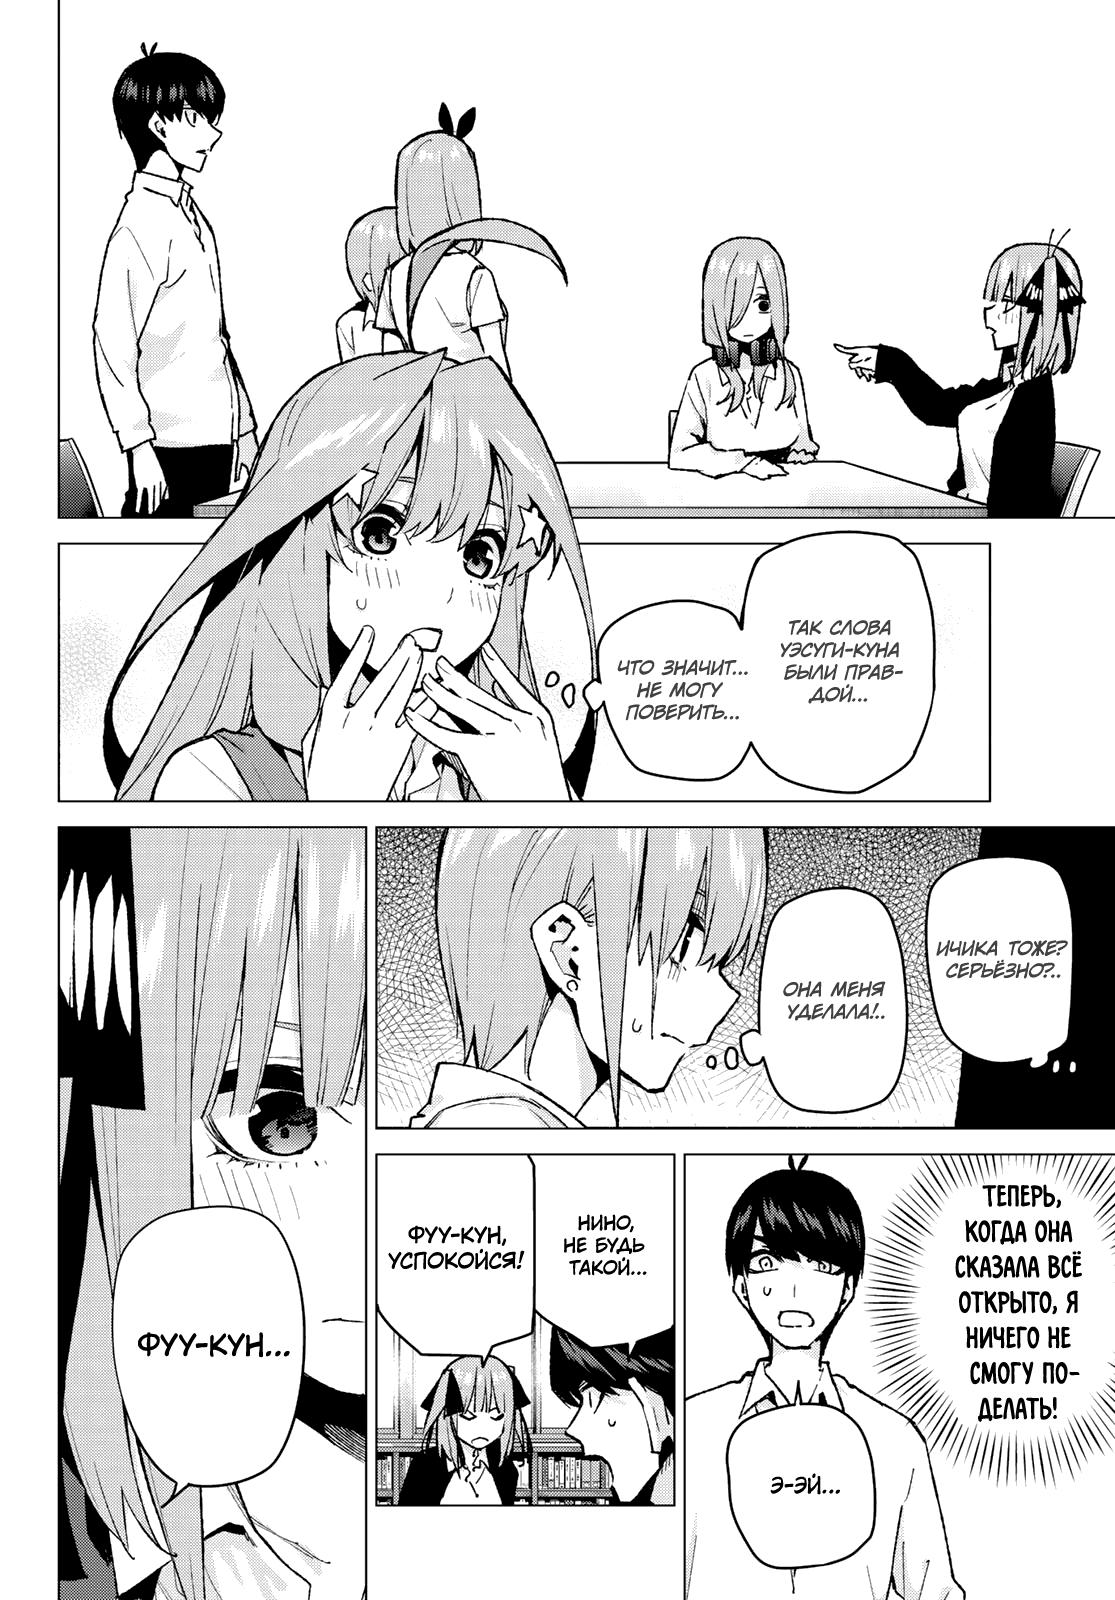 ТАК СЛОВА
УЭСУГИ-КУНА
БЫЛИ ПРАВ-
ДОЙ...
ЧТО ЗНАЧИТ...
НЕ МОГУ
ПОВЕРИТЬ...
ИЧИКА ТОЖЕ?
СЕРЬЁЗНО?..
ОНА МЕНЯ
УДЕЛАЛА!..
ТЕПЕРЬ,
КОГДА ОНА
СКАЗАЛА ВСЁ
ОТКРЫТО, Я
НИЧЕГО НЕ
СМОГУ ПО-
ДЕЛАТЬ!
Э-ЭЙ...
НИНО,
НЕ БУДЬ
ТАКОЙ...
ФУУ-КУН,
УСПОКОЙСЯ!
ФУУ-КУН...